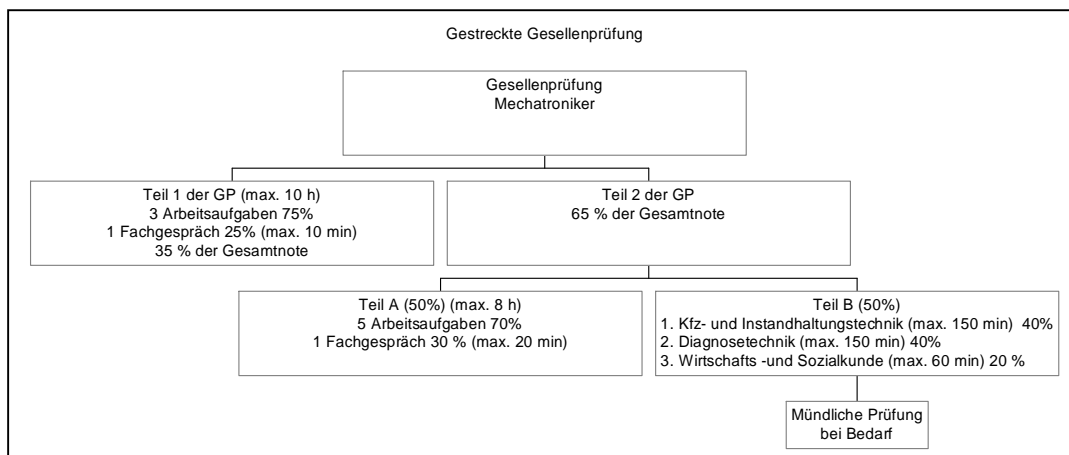 Gestreckte Gesellenprüfung
Gesellenprüfung
Mechatroniker
Teil 1 der GP (max. 10 h)
3 Arbeitsaufgaben 75%
1 Fachgespräch 25% (max. 10 min)
35 % der Gesamtnote
Teil 2 der GP
65 % der Gesamtnote
Teil A (50%) (max. 8 h)
5 Arbeitsaufgaben 70%
1 Fachgespräch 30 % (max. 20 min)
Teil B (50%)
1. Kfz- und Instandhaltungstechnik (max. 150 min) 40%
2. Diagnosetechnik (max. 150 min) 40%
3. Wirtschafts -und Sozialkunde (max. 60 min) 20 %
Mündliche Prüfung
bei Bedarf